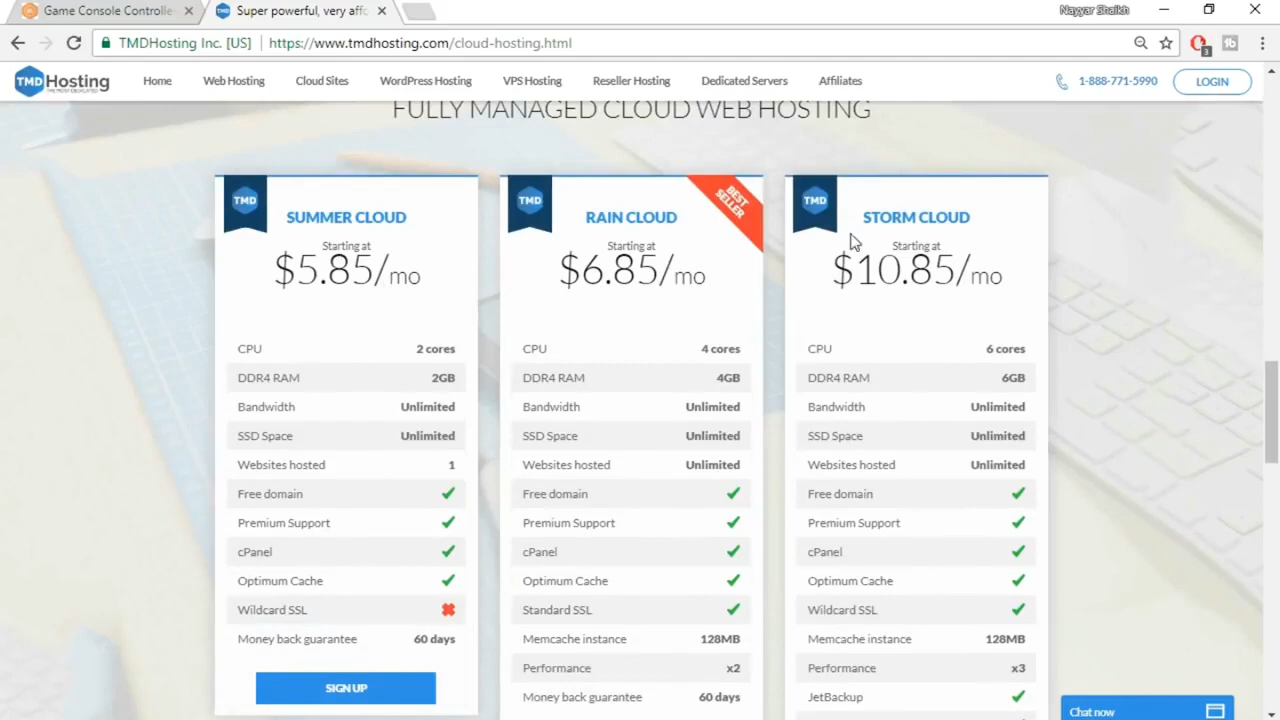 Game Console Controlle
Super powerful, very affo
Nayyar Shaikh
TMDHosting Inc. [US]
https://www.tmdhosting.com/cloud-hosting.html
3
TMD Hosting
THE MOST DEDICATED
Home
Web Hosting
Cloud Sites
WordPress Hosting
VPS Hosting
Reseller Hosting
Dedicated Servers
Affiliates
1-888-771-5990
LOGIN
FULLY MANAGED CLOUD WEB HOSTING
TMD
SUMMER CLOUD
Starting at
$5.85/mo
CPU 2 cores
DDR4 RAM 2GB
Bandwidth Unlimited
SSD Space Unlimited
Websites hosted 1
Free domain
Premium Support
cPanel
Optimum Cache
Wildcard SSL
Money back guarantee 60 days
SIGN UP
TMD
BEST
SELLER
RAIN CLOUD
Starting at
$6.85/mo
CPU 4 cores
DDR4 RAM 4GB
Bandwidth Unlimited
SSD Space Unlimited
Websites hosted Unlimited
Free domain
Premium Support
cPanel
Optimum Cache
Standard SSL
Memcache instance 128MB
Performance x2
Money back guarantee 60 days
TMD
STORM CLOUD
Starting at
$10.85/mo
CPU 6 cores
DDR4 RAM 6GB
Bandwidth Unlimited
SSD Space Unlimited
Websites hosted Unlimited
Free domain
Premium Support
cPanel
Optimum Cache
Wildcard SSL
Memcache instance 128MB
Performance x3
JetBackup
Chat now